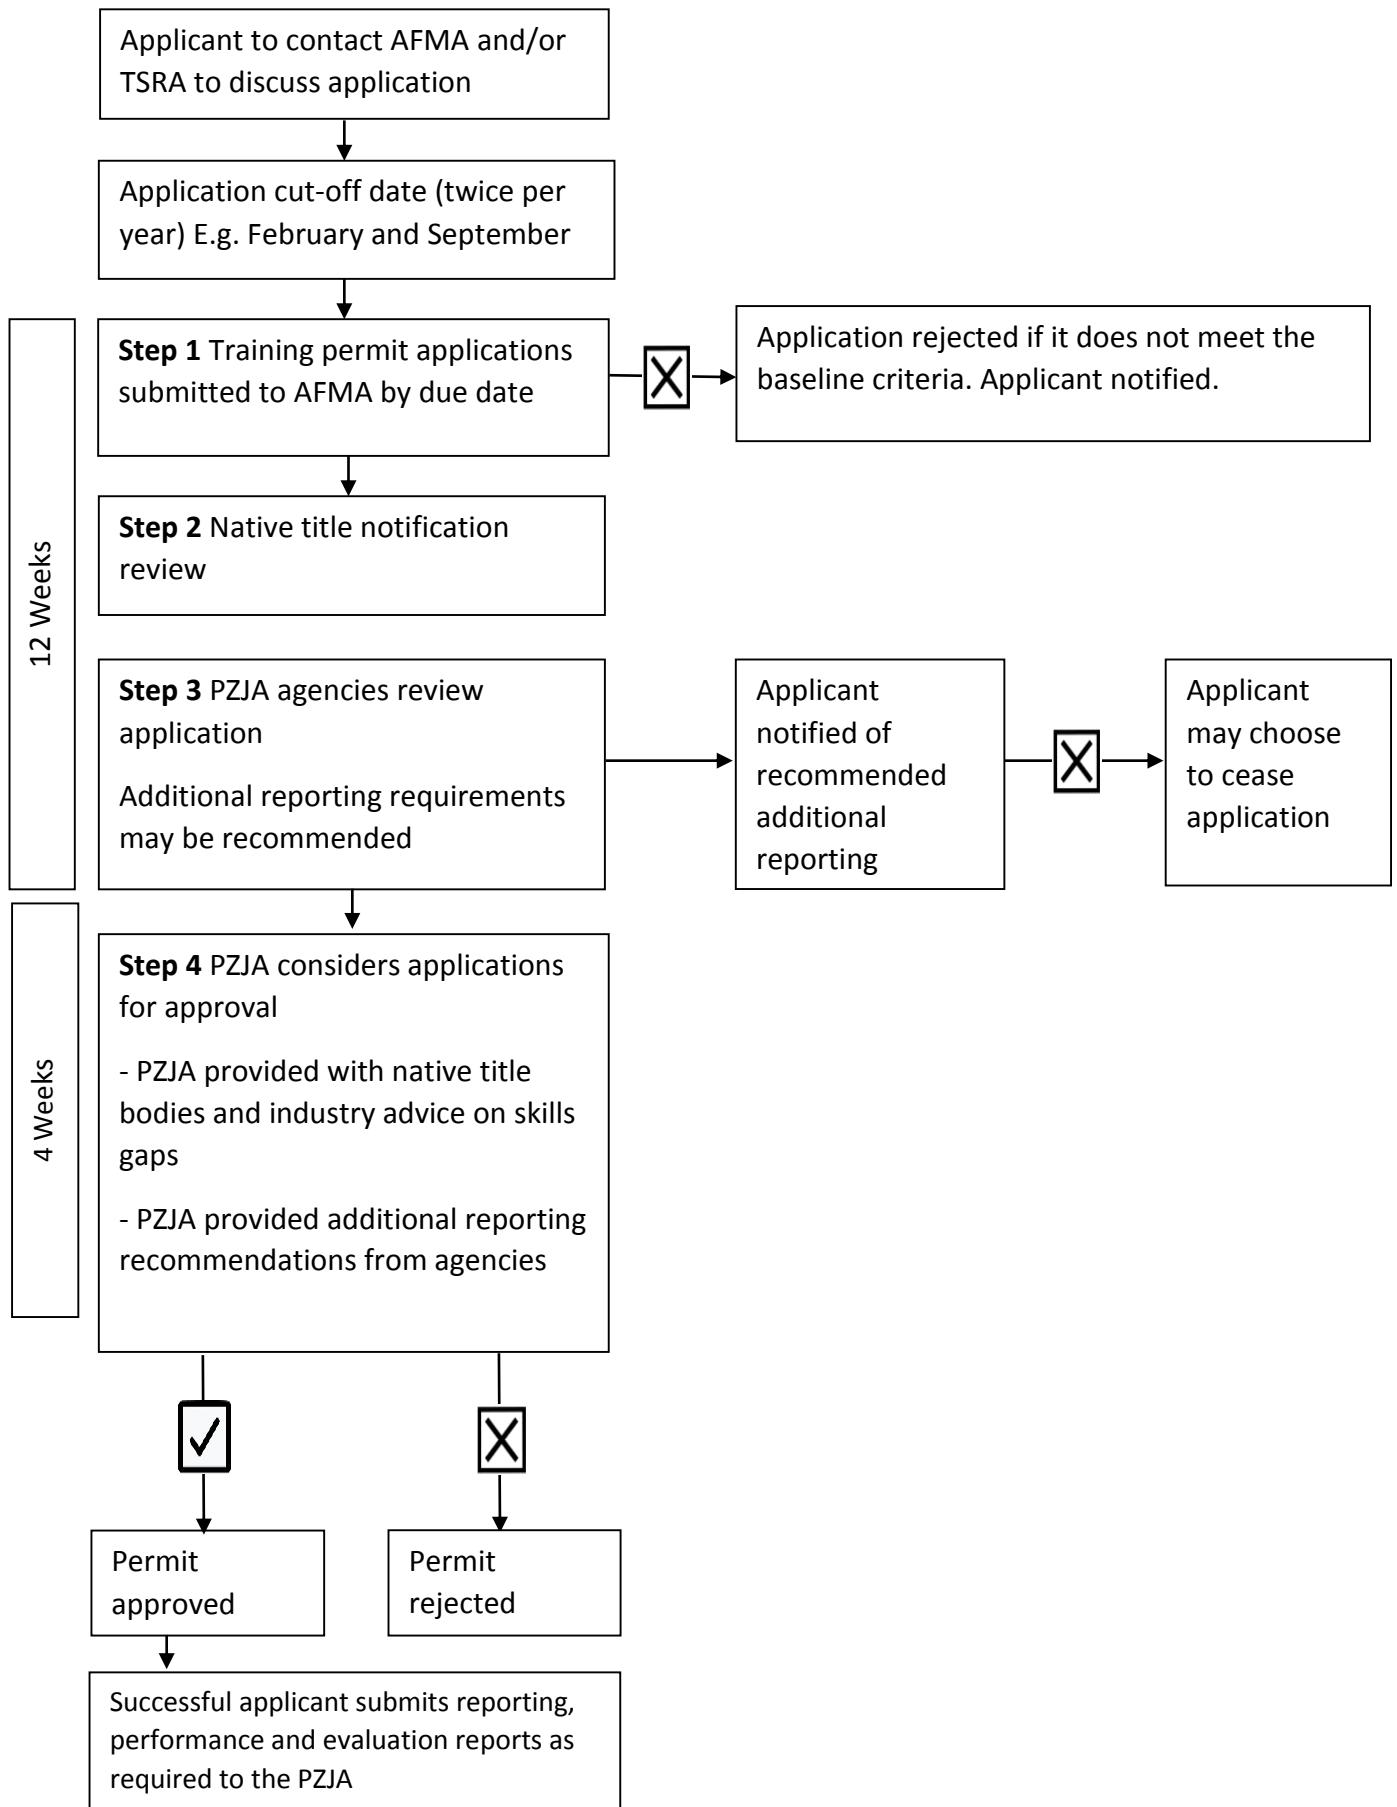 Applicant to contact AFMA and/or
TSRA to discuss application
Application cut-off date (twice per
year) E.g. February and September
12 Weeks
Step 1 Training permit applications
submitted to AFMA by due date
Application rejected if it does not meet the
baseline criteria. Applicant notified.
Step 2 Native title notification
review
Step 3 PZJA agencies review
application
Additional reporting requirements
may be recommended
Applicant
notified of
recommended
additional
reporting
Applicant
may choose
to cease
application
4 Weeks
Step 4 PZJA considers applications
for approval
- PZJA provided with native title
bodies and industry advice on skills
gaps
- PZJA provided additional reporting
recommendations from agencies
Permit
approved
Permit
rejected
Successful applicant submits reporting,
performance and evaluation reports as
required to the PZJA